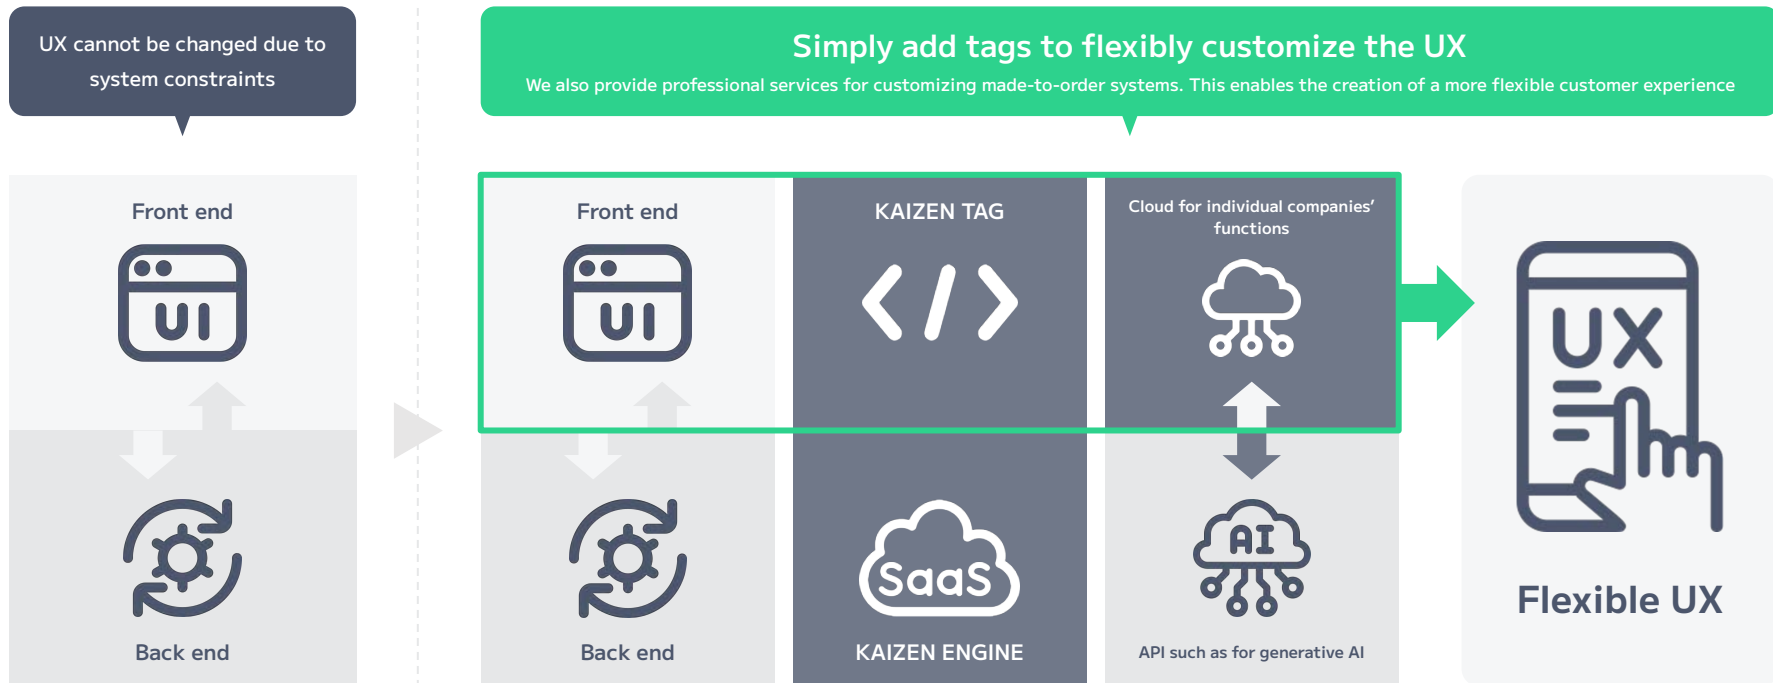 UX cannot be changed due to
system constraints
Simply add tags to flexibly customize the UX
We also provide professional services for customizing made-to-order systems. This enables the creation of a more flexible customer experience
Front end
UI
Back end
Front end
UI
Back end
KAIZEN TAG
</>
SaaS
KAIZEN ENGINE
Cloud for individual companies’
functions
AI
API such as for generative AI
UX
Flexible UX